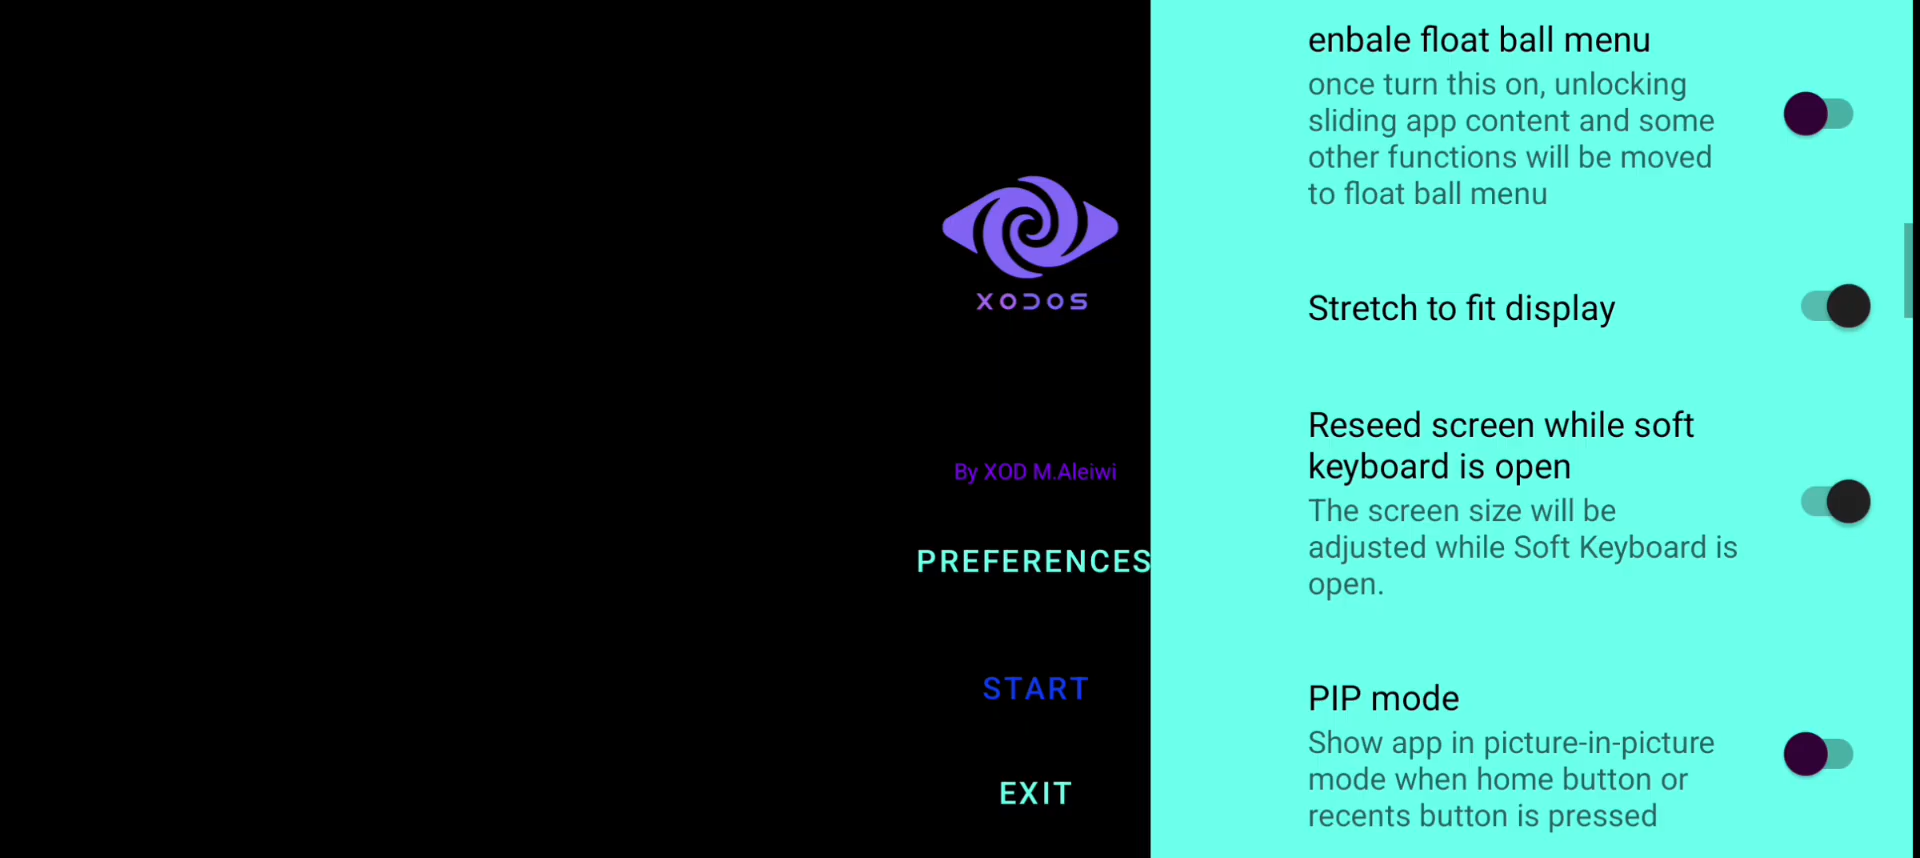 XODOS
By XOD M.Aleiwi
PREFERENCES
START
EXIT
enbale float ball menu
once turn this on, unlocking
sliding app content and some
other functions will be moved
to float ball menu
Stretch to fit display
Reseed screen while soft
keyboard is open
The screen size will be
adjusted while Soft Keyboard is
open.
PIP mode
Show app in picture-in-picture
mode when home button or
recents button is pressed